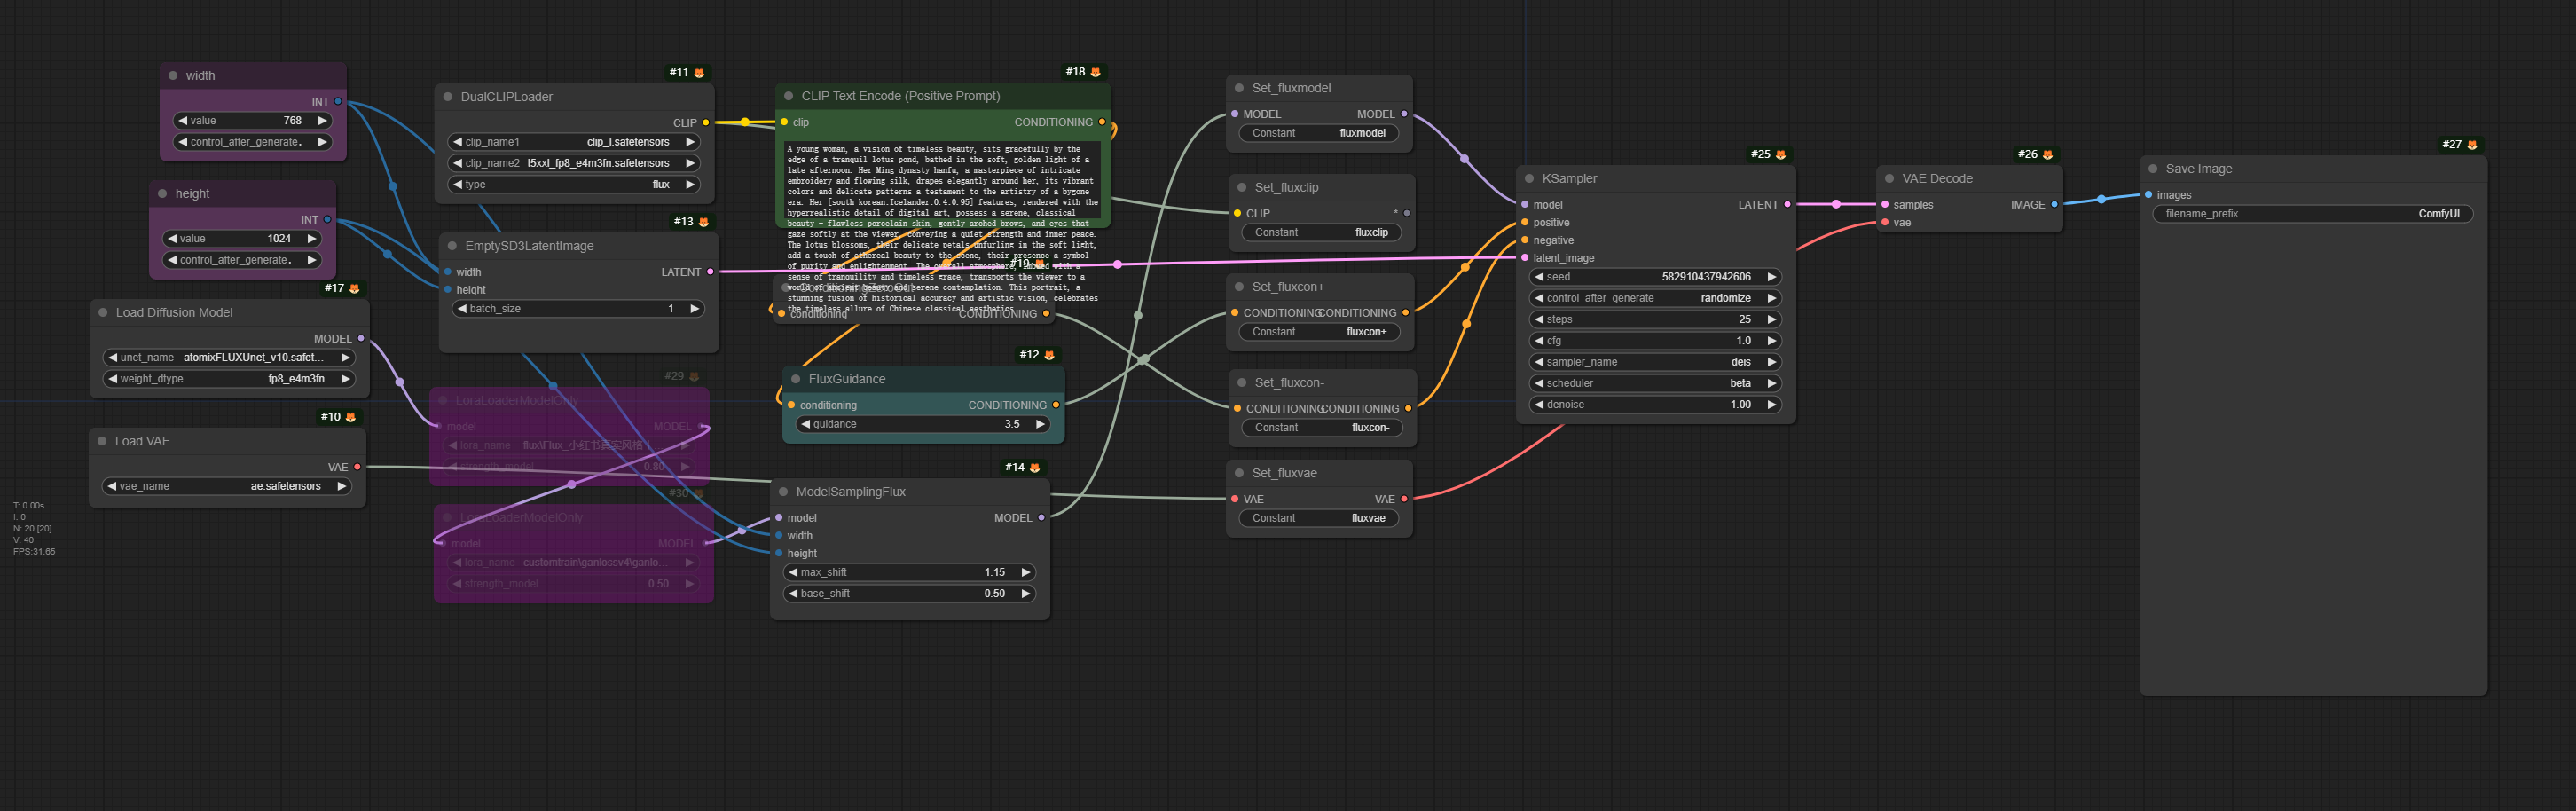 width
INT
value 768
control_after_generate.
height
INT
value 1024
control_after_generate.
#17
Load Diffusion Model
MODEL
unet_name atomixFLUXUnet_v10.safet...
weight_dtype fp8_e4m3fn
#10
Load VAE
VAE
vae_name ae.safetensors
T: 0.00s
I: 0
N: 20 [20]
V: 40
FPS:31.65
#11
DualCLIPLoader
CLIP
clip_name1 clip_l.safetensors
clip_name2 t5xxl_fp8_e4m3fn.safetensors
type flux
#13
EmptySD3LatentImage
width LATENT
height
batch_size 1
#29
LoraLoaderModelOnly
model MODEL
lora_name flux\Flux_小红书真实风格
strength_model 0.80
#30
LoraLoaderModelOnly
model MODEL
lora_name customtrain\ganlossv4\ganlo...
strength_model 0.50
#18
CLIP Text Encode (Positive Prompt)
clip CONDITIONING
A young woman, a vision of timeless beauty, sits gracefully by the
edge of a tranquil lotus pond, bathed in the soft, golden light of a
late afternoon. Her Ming dynasty hanfu, a masterpiece of intricate
embroidery and flowing silk, drapes elegantly around her, its vibrant
colors and delicate patterns a testament to the artistry of a bygone
era. Her [south korean:Icelander:0.4:0.95] features, rendered with the
hyperrealistic detail of digital art, possess a serene, classical
beauty – flawless porcelain skin, gently arched brows, and eyes that
gaze softly at the viewer, conveying a quiet strength and inner peace.
The lotus blossoms, their delicate petals unfurling in the soft light,
add a touch of ethereal beauty to the scene, their presence a symbol
of purity and enlightenment. The overall atmosphere, imbued with a
sense of tranquility and timeless grace, transports the viewer to a
world of ancient beauty and serene contemplation. This portrait, a
stunning fusion of historical accuracy and artistic vision, celebrates
the timeless allure of Chinese classical aesthetics.
#19
conditioning CONDITIONING
#12
FluxGuidance
conditioning CONDITIONING
guidance 3.5
#14
ModelSamplingFlux
model MODEL
width
height
max_shift 1.15
base_shift 0.50
Set_fluxmodel
MODEL MODEL
Constant fluxmodel
Set_fluxclip
CLIP *
Constant fluxclip
Set_fluxcon+
CONDITIONING CONDITIONING
Constant fluxcon+
Set_fluxcon-
CONDITIONING CONDITIONING
Constant fluxcon-
Set_fluxvae
VAE VAE
Constant fluxvae
#25
KSampler
model LATENT
positive
negative
latent_image
seed 582910437942606
control_after_generate randomize
steps 25
cfg 1.0
sampler_name deis
scheduler beta
denoise 1.00
#26
VAE Decode
samples IMAGE
vae
#27
Save Image
images
filename_prefix ComfyUI